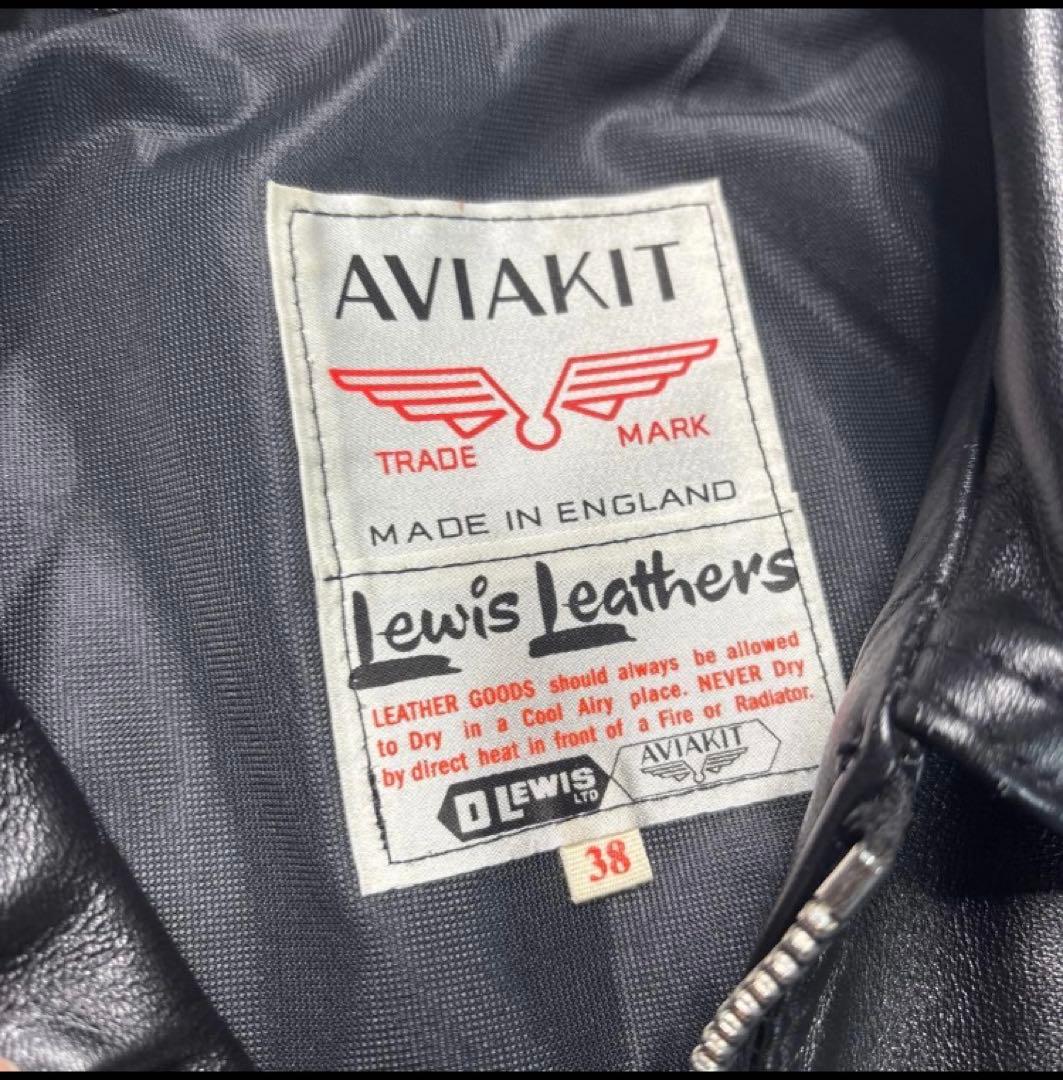 AVIAKIT
TRADE MARK
MADE IN ENGLAND
Lewis Leathers
LEATHER GOODS should always be allowed
to Dry in a Cool Airy place. NEVER Dry
by direct heat in front of a Fire or Radiator.
D LEWIS LTD
AVIAKIT
38